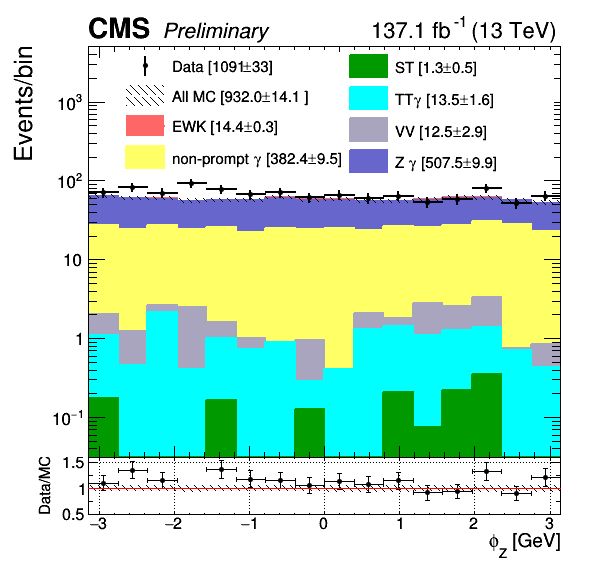 CMS Preliminary 137.1 fb⁻¹ (13 TeV)
Events/bin
Data [1091±33]
All MC [932.0±14.1 ]
EWK [14.4±0.3]
non-prompt γ [382.4±9.5]
ST [1.3±0.5]
TTγ [13.5±1.6]
VV [12.5±2.9]
Z γ [507.5±9.9]
10³
10²
10
1
10⁻¹
Data/MC
1.5
1
0.5
−3 −2 −1 0 1 2 3
ϕ_Z [GeV]